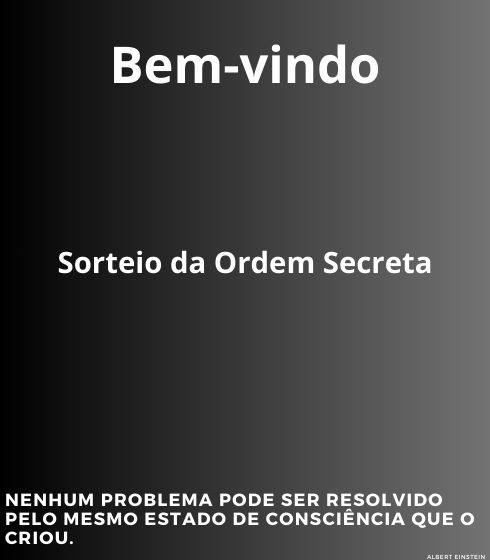 Bem-vindo
Sorteio da Ordem Secreta
NENHUM PROBLEMA PODE SER RESOLVIDO
PELO MESMO ESTADO DE CONSCIÊNCIA QUE O
CRIOU.
ALBERT EINSTEIN